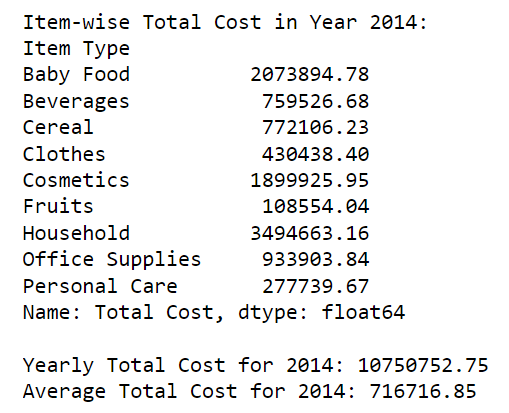 Item-wise Total Cost in Year 2014:
Item Type
Baby Food          2073894.78
Beverages           759526.68
Cereal              772106.23
Clothes             430438.40
Cosmetics          1899925.95
Fruits              108554.04
Household          3494663.16
Office Supplies     933903.84
Personal Care       277739.67
Name: Total Cost, dtype: float64

Yearly Total Cost for 2014: 10750752.75
Average Total Cost for 2014: 716716.85